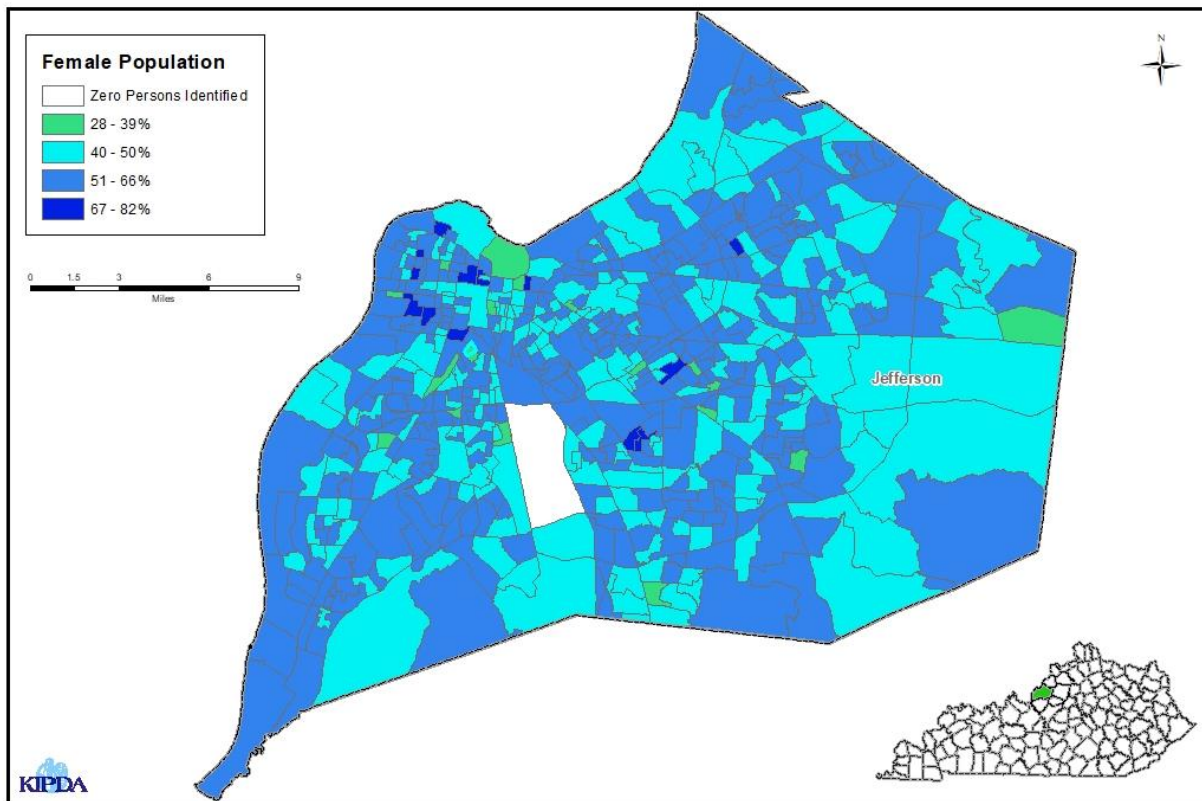 Female Population
Zero Persons Identified
28 - 39%
40 - 50%
51 - 66%
67 - 82%
N
0 1.5 3 6 9
Miles
Jefferson
KIPDA